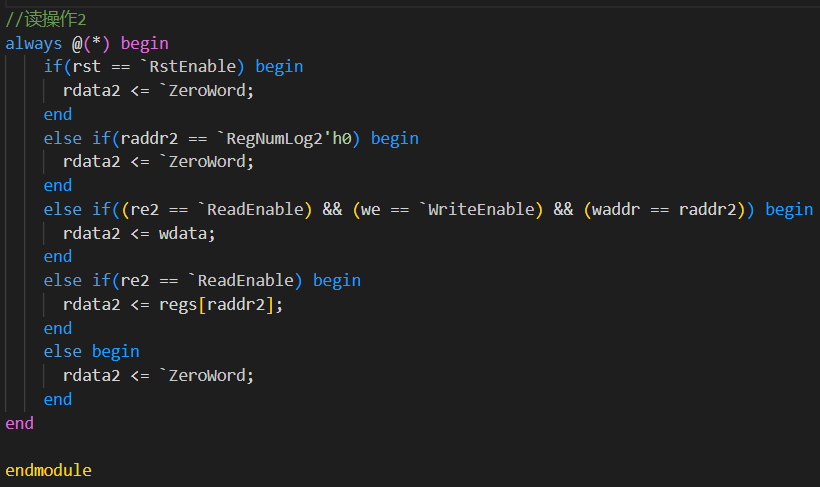 //读操作2
always @(*) begin
    if(rst == `RstEnable) begin
      rdata2 <= `ZeroWord;
    end
    else if(raddr2 == `RegNumLog2'h0) begin
      rdata2 <= `ZeroWord;
    end
    else if((re2 == `ReadEnable) && (we == `WriteEnable) && (waddr == raddr2)) begin
      rdata2 <= wdata;
    end
    else if(re2 == `ReadEnable) begin
      rdata2 <= regs[raddr2];
    end
    else begin
      rdata2 <= `ZeroWord;
    end
end
endmodule